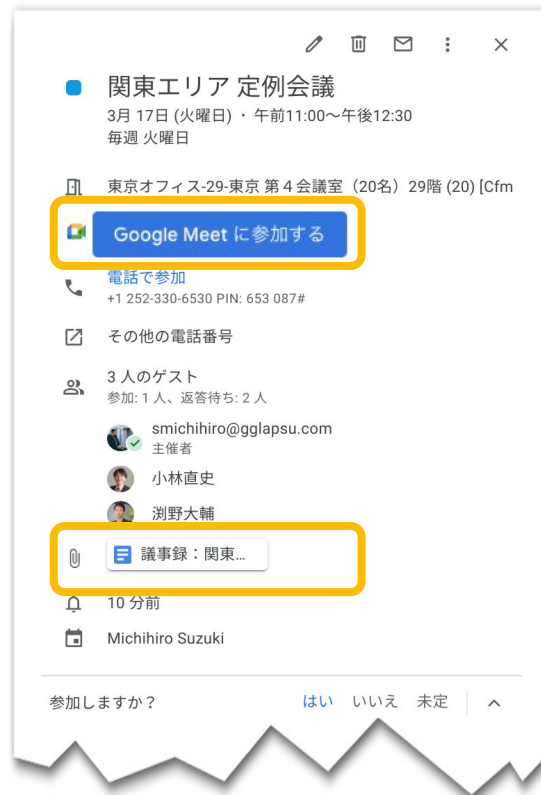 関東エリア 定例会議
3月 17日 (火曜日) ・ 午前11:00～午後12:30
毎週 火曜日
東京オフィス-29-東京 第４会議室（20名）29階 (20) [Cfm
Google Meet に参加する
電話で参加
+1 252-330-6530 PIN: 653 087#
その他の電話番号
3 人のゲスト
参加: 1 人、返答待ち: 2 人
smichihiro@gglapsu.com
主催者
小林直史
渕野大輔
議事録：関東...
10 分前
Michihiro Suzuki
参加しますか？ はい いいえ 未定